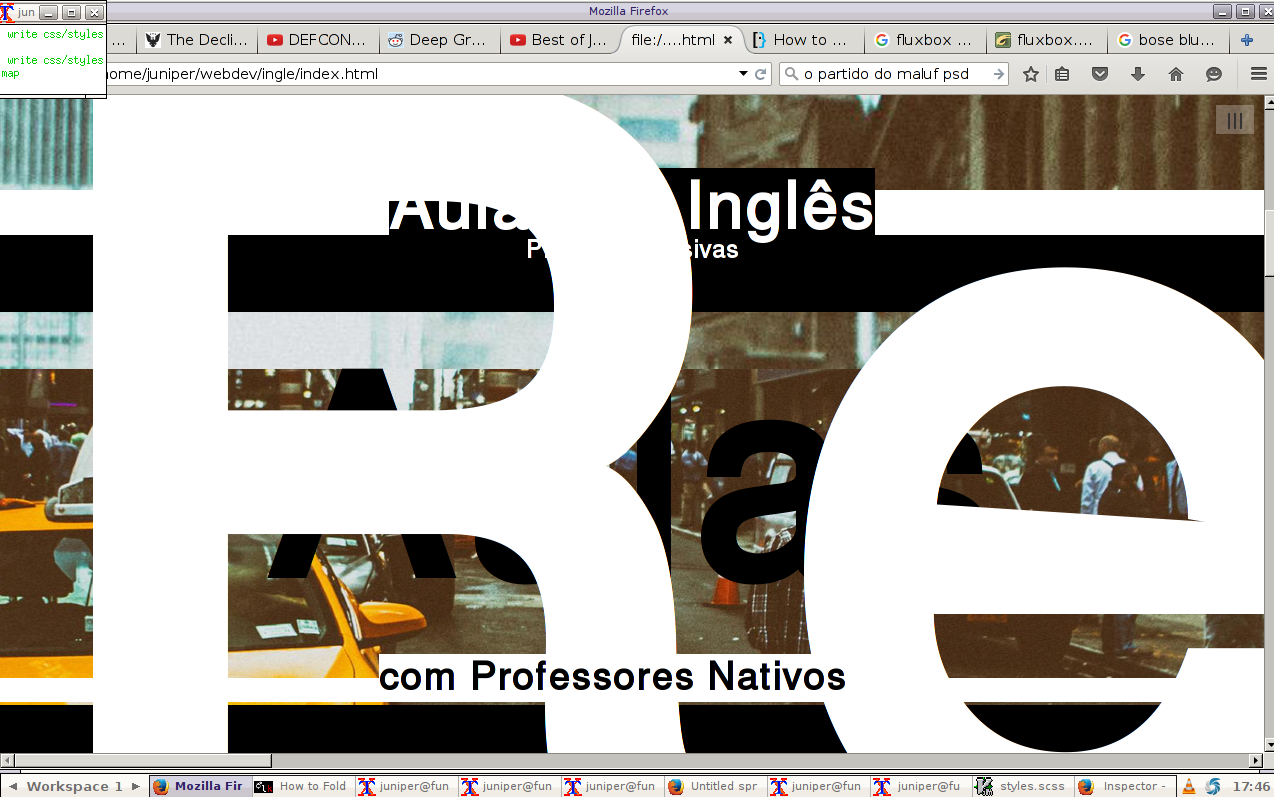 jun
Mozilla Firefox
write css/styles
write css/styles
map
...
The Decli...
DEFCON...
Deep Gr...
Best of J...
file:/....html
How to ...
fluxbox ...
fluxbox....
bose blu...
home/juniper/webdev/ingle/index.html
o partido do maluf psd
Aula Inglês
P sivas
Re
Aulas
com Professores Nativos
Workspace 1
Mozilla Fir
How to Fold
juniper@fun
juniper@fun
juniper@fun
Untitled spr
juniper@fun
juniper@fu
styles.scss
Inspector -
17:46